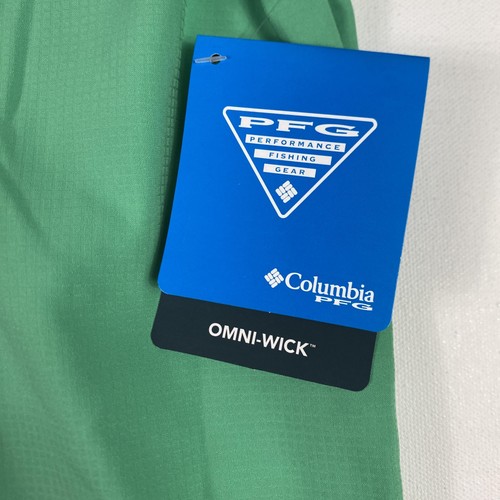 PFG
PERFORMANCE
FISHING
GEAR
Columbia
PFG
OMNI-WICK™